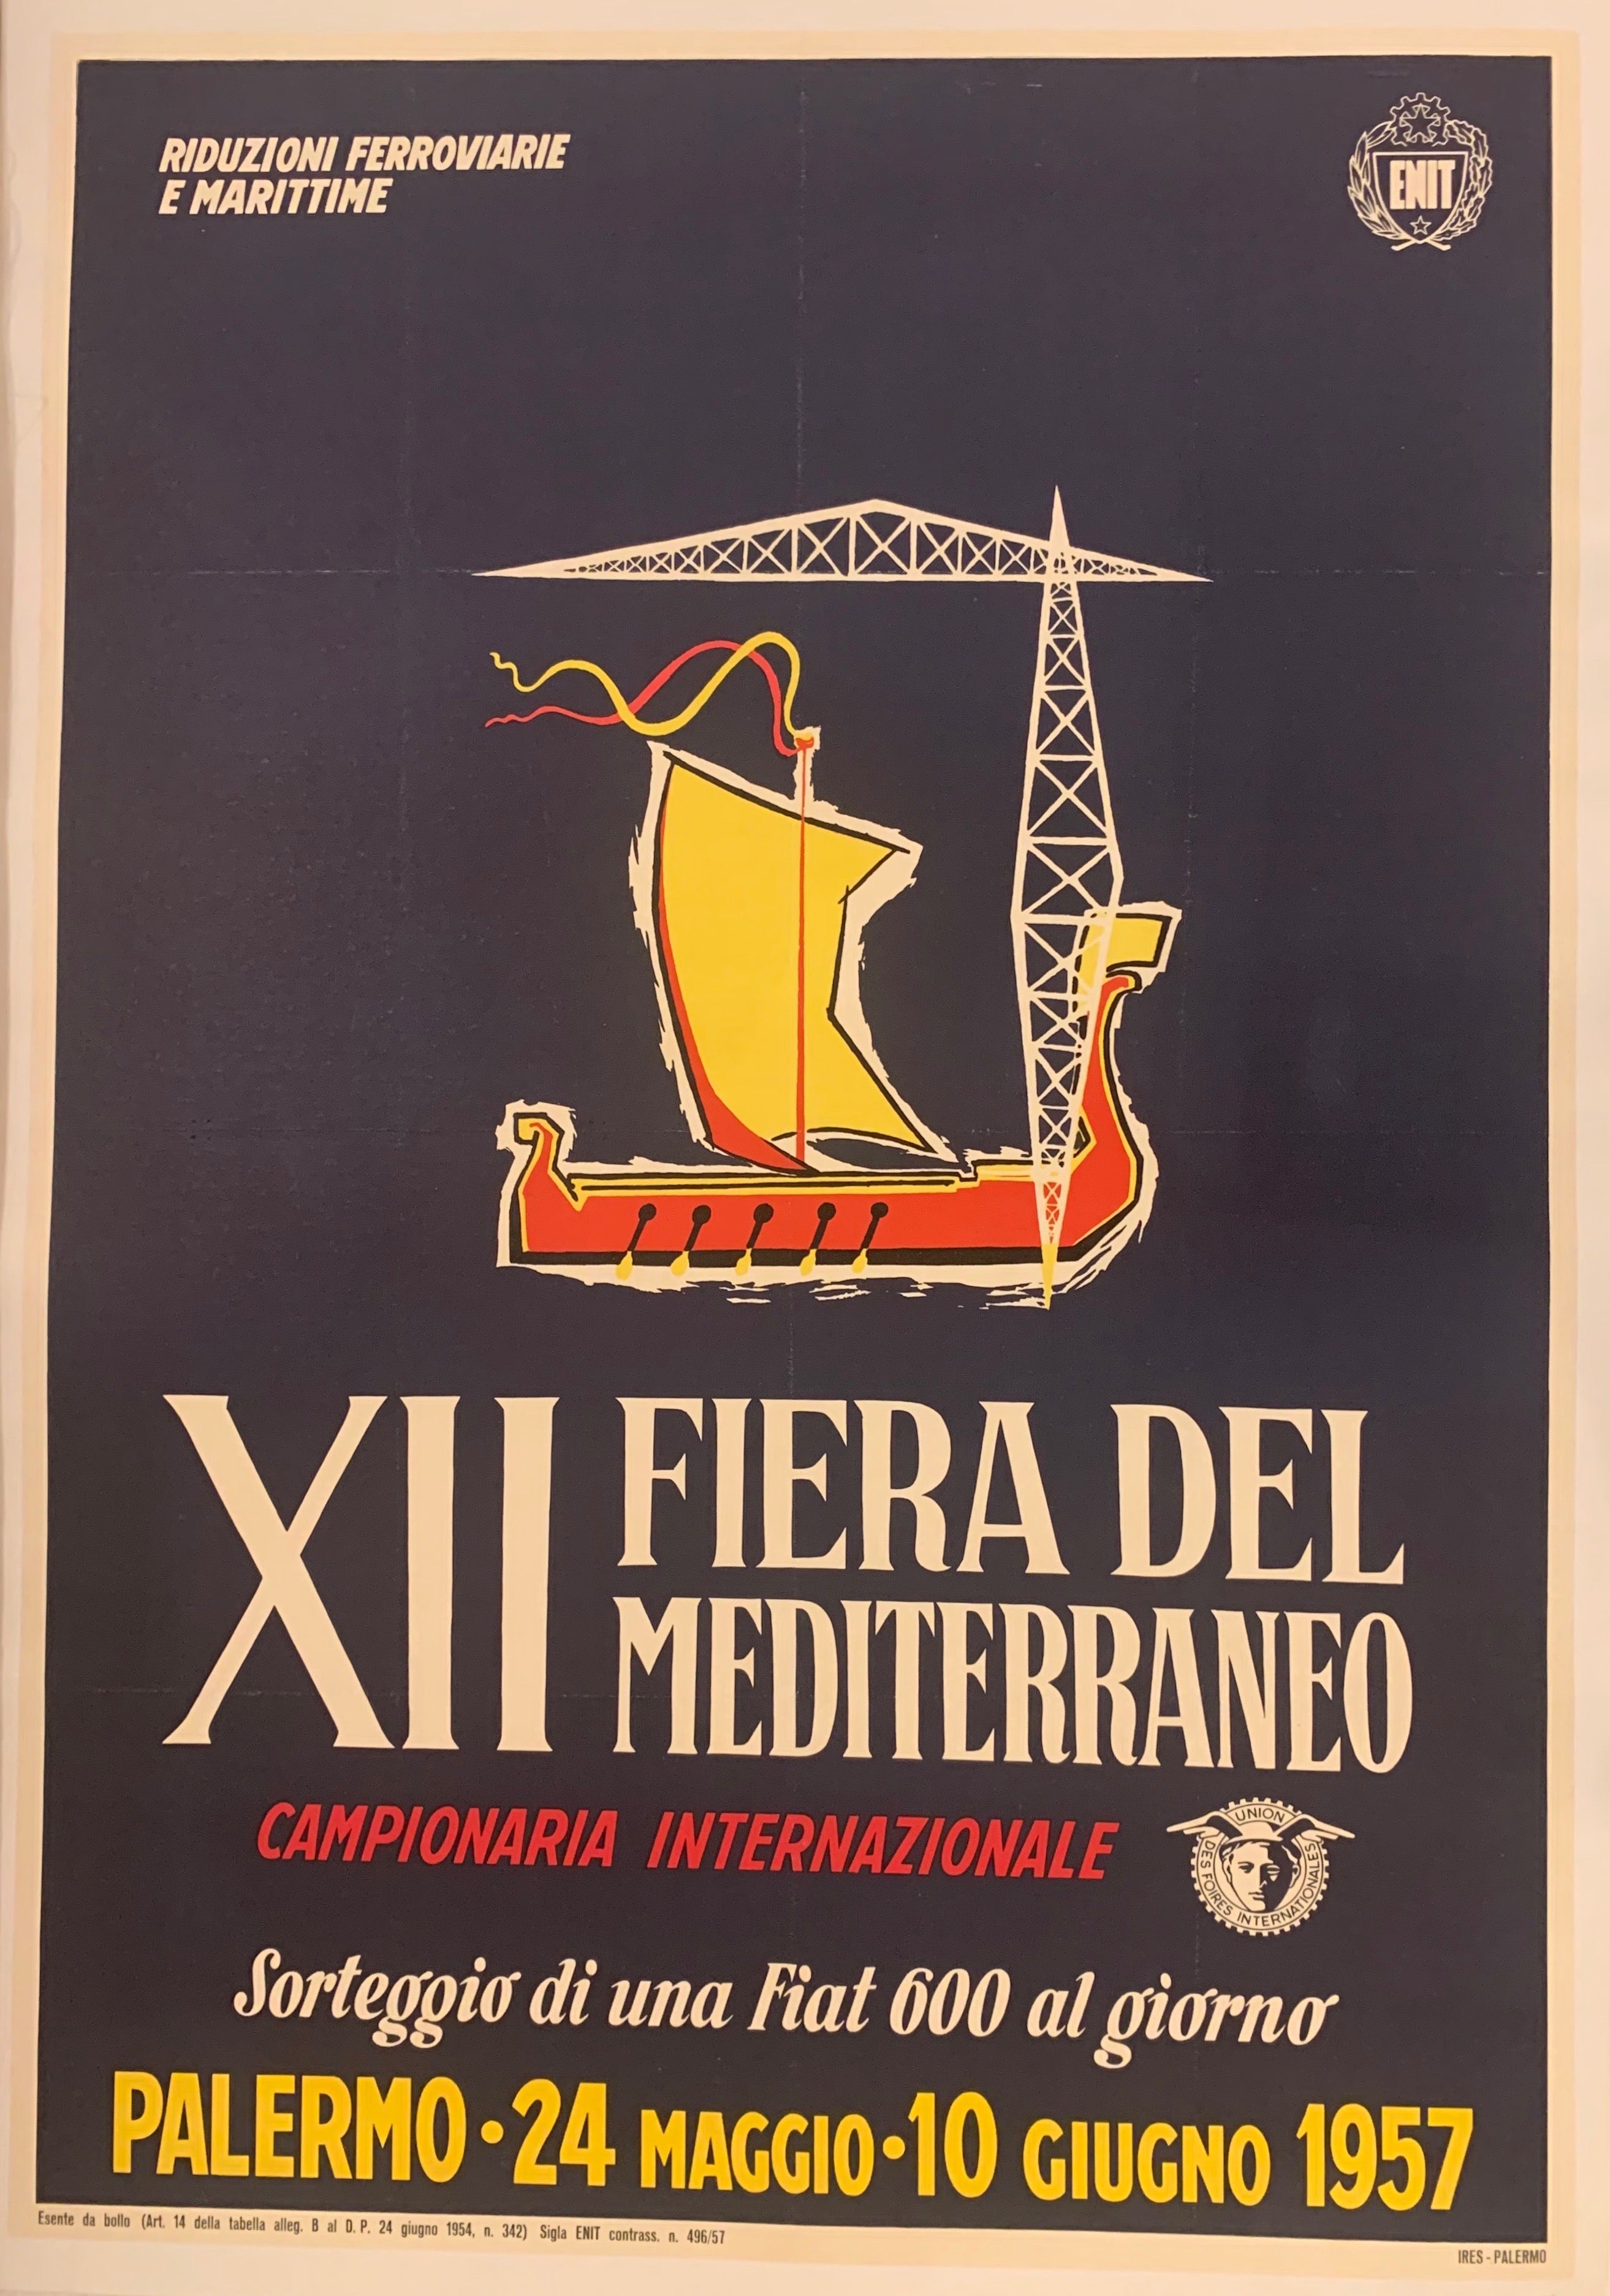 RIDUZIONI FERROVIARIE
E MARITTIME
ENIT
XII FIERA DEL
MEDITERRANEO
CAMPIONARIA INTERNAZIONALE
UNION
DES FOIRES INTERNATIONALES
Sorteggio di una Fiat 600 al giorno
PALERMO • 24 MAGGIO • 10 GIUGNO 1957
Esente da bollo (Art. 14 della tabella alleg. B al D. P. 24 giugno 1954, n. 342) Sigla ENIT contrass. n. 496/57
IRES - PALERMO